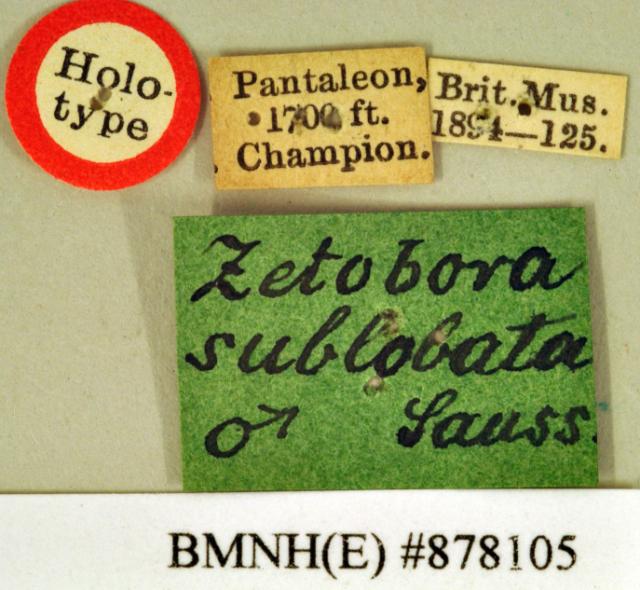 Holo-
type
Pantaleon,
1700 ft.
Champion.
Brit. Mus.
1894—125.
Zetobora
sublobata
♂ Sauss.
BMNH(E) #878105